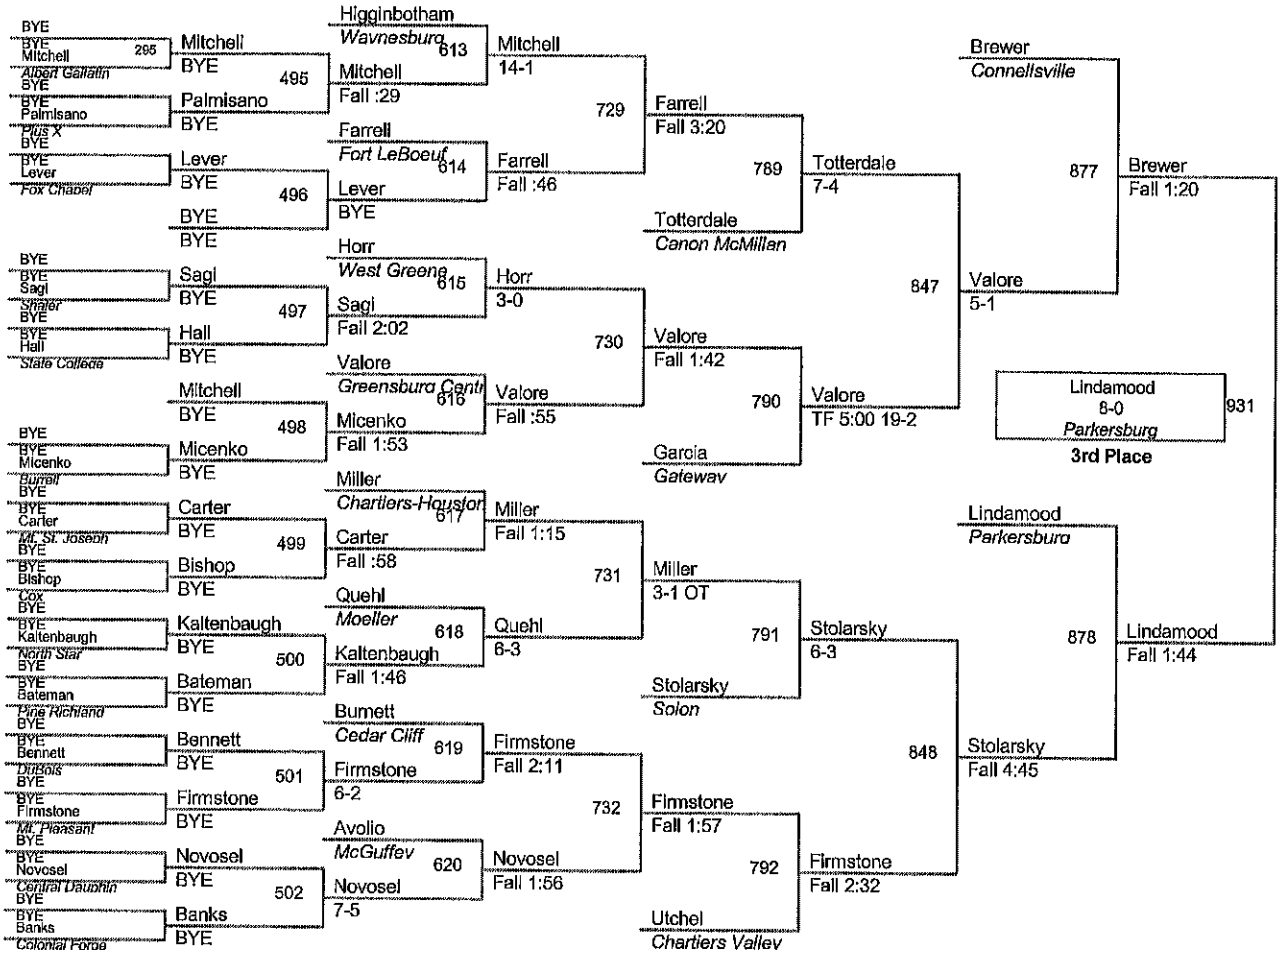 BYE
BYE
Mitchell
Albert Gallatin
295
BYE
BYE
Palmisano
Pius X
BYE
BYE
Lever
Fox Chapel
BYE
BYE
Sagi
Shaler
BYE
BYE
Hall
State College
BYE
BYE
Micenko
Burrell
BYE
BYE
Carter
Mt. St. Joseph
BYE
BYE
Bishop
Cox
BYE
BYE
Kaltenbaugh
North Star
BYE
BYE
Bateman
Pine Richland
BYE
BYE
Bennett
DuBois
BYE
BYE
Firmstone
Mt. Pleasant
BYE
BYE
Novosel
Central Dauphin
BYE
BYE
Banks
Colonial Forge
Mitchell
BYE
495
Palmisano
BYE
Lever
BYE
496
BYE
BYE
Sagi
BYE
497
Hall
BYE
Mitchell
BYE
498
Micenko
BYE
Carter
BYE
499
Bishop
BYE
Kaltenbaugh
BYE
500
Bateman
BYE
Bennett
BYE
501
Firmstone
BYE
Novosel
BYE
502
Banks
BYE
Higginbotham
Waynesburg
613
Mitchell
Fall :29
Farrell
Fort LeBoeuf
614
Lever
BYE
Horr
West Greene
615
Sagi
Fall 2:02
Valore
Greensburg Centr
616
Micenko
Fall 1:53
Miller
Chartiers-Houston
617
Carter
Fall :58
Quehl
Moeller
618
Kaltenbaugh
Fall 1:46
Burnett
Cedar Cliff
619
Firmstone
6-2
Avolio
McGuffey
620
Novosel
7-5
Mitchell
14-1
729
Farrell
Fall :46
Horr
3-0
730
Valore
Fall :55
Miller
Fall 1:15
731
Quehl
6-3
Firmstone
Fall 2:11
732
Novosel
Fall 1:56
Farrell
Fall 3:20
789
Totterdale
Canon McMillan
Valore
Fall 1:42
790
Garcia
Gateway
Miller
3-1 OT
791
Stolarsky
Solon
Firmstone
Fall 1:57
792
Utchel
Chartiers Valley
Totterdale
7-4
847
Valore
TF 5:00 19-2
Stolarsky
6-3
848
Firmstone
Fall 2:32
Brewer
Connellsville
877
Valore
5-1
Lindamood
Parkersburg
878
Stolarsky
Fall 4:45
Brewer
Fall 1:20
Lindamood
8-0
Parkersburg
931
3rd Place
Lindamood
Fall 1:44